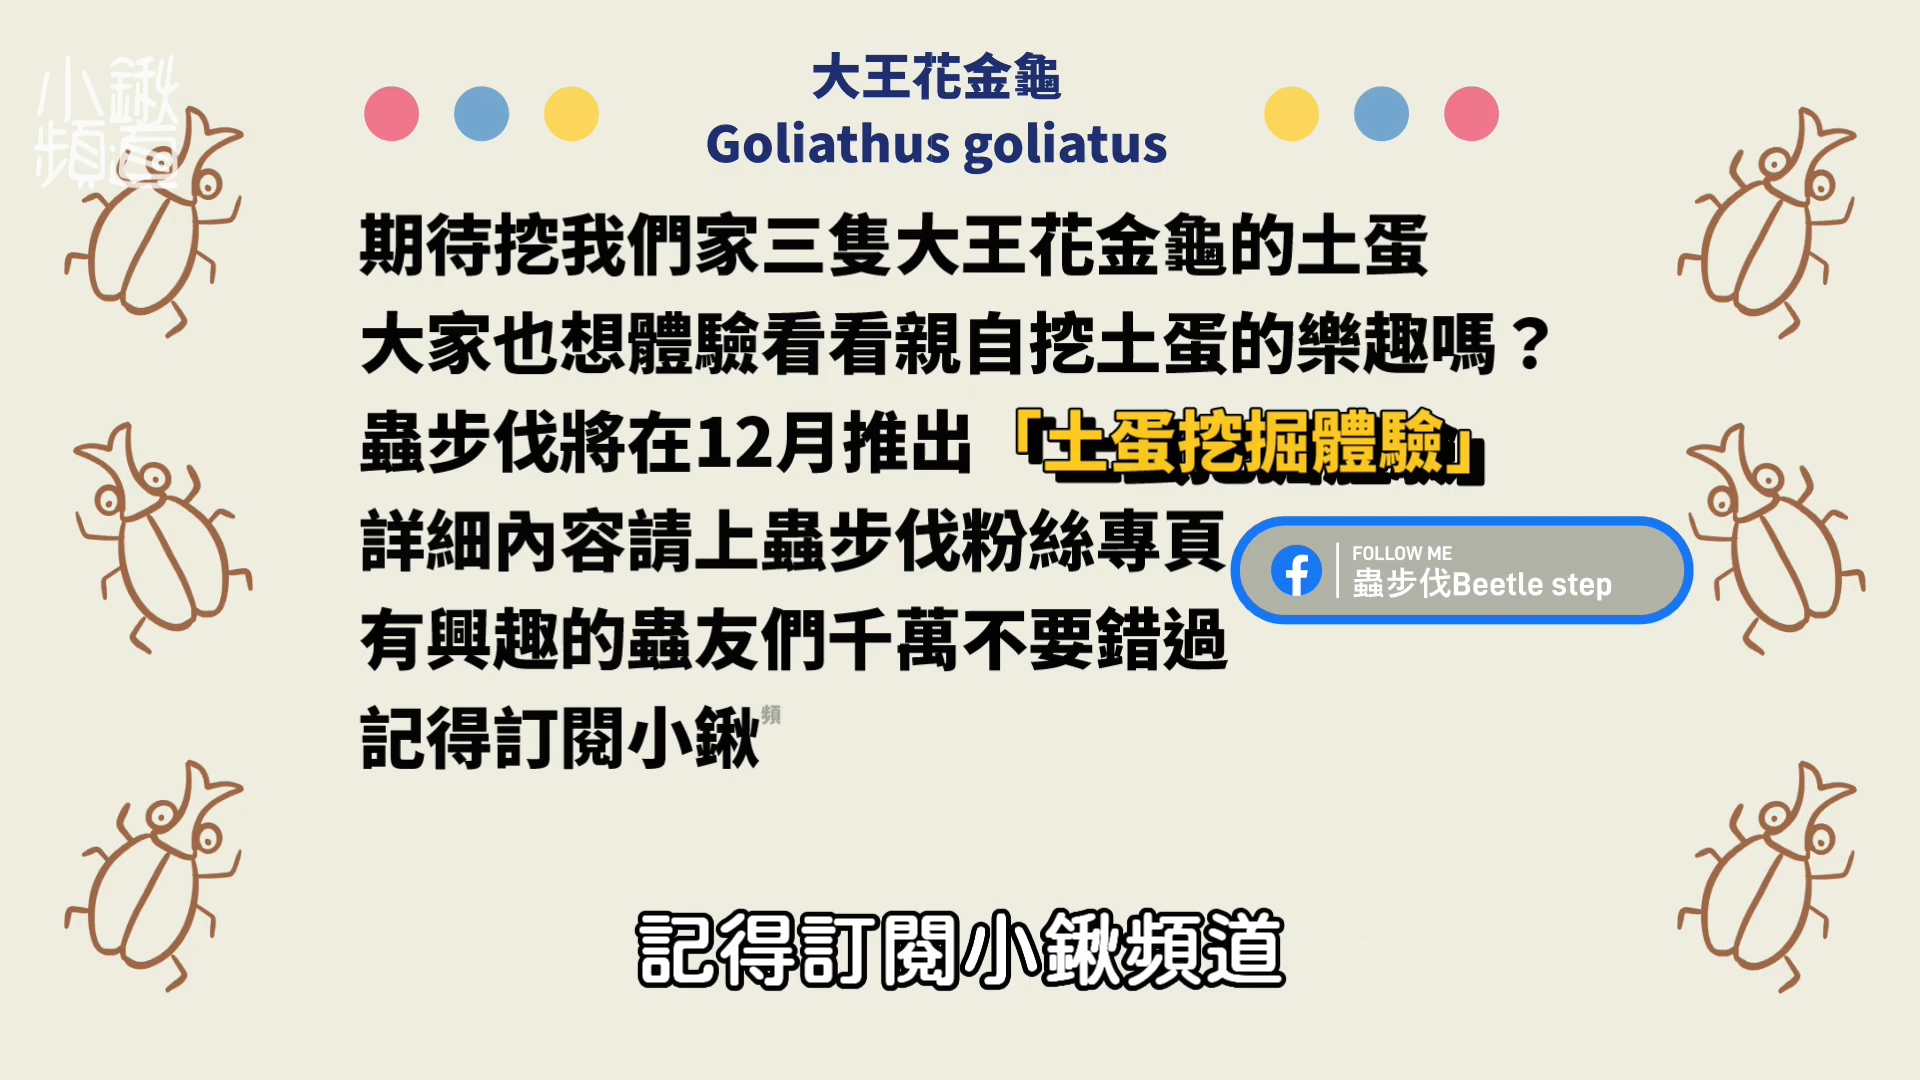 小鍬
頻道
大王花金龜
Goliathus goliatus
期待挖我們家三隻大王花金龜的土蛋
大家也想體驗看看親自挖土蛋的樂趣嗎？
蟲步伐將在12月推出「土蛋挖掘體驗」
詳細內容請上蟲步伐粉絲專頁
FOLLOW ME
蟲步伐Beetle step
有興趣的蟲友們千萬不要錯過
記得訂閱小鍬頻
記得訂閱小鍬頻道